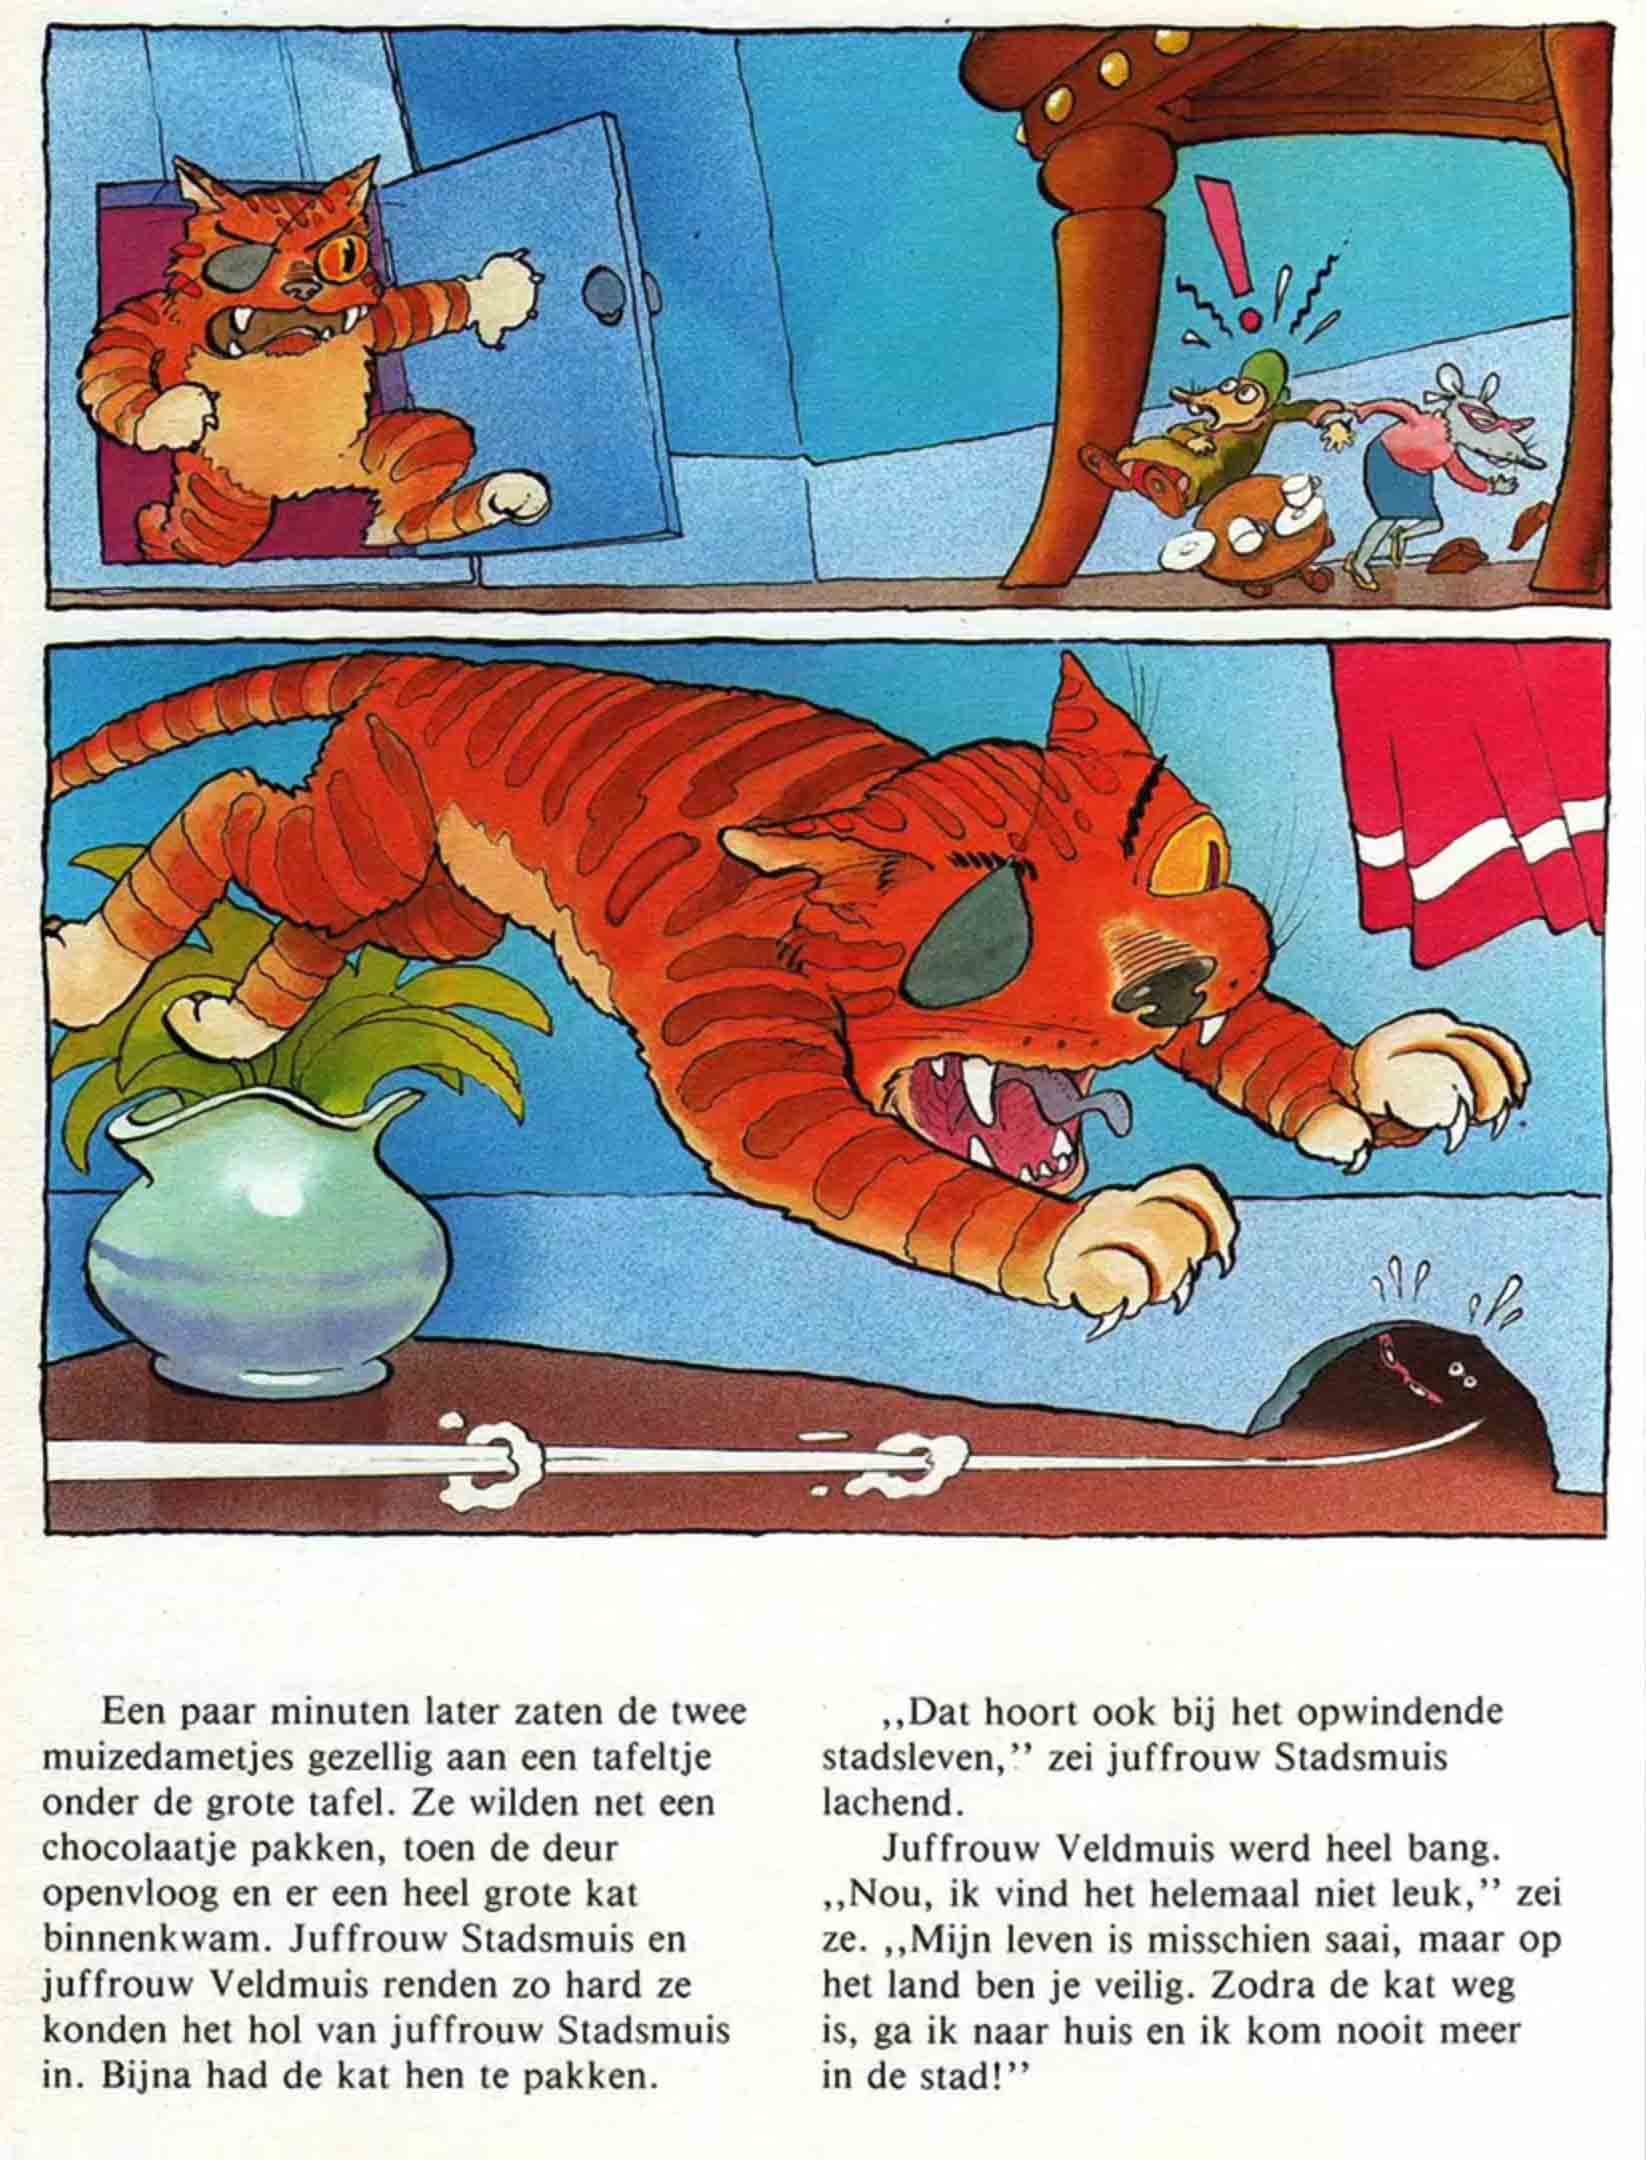 Een paar minuten later zaten de twee
muizedametjes gezellig aan een tafeltje
onder de grote tafel. Ze wilden net een
chocolaatje pakken, toen de deur
openvloog en er een heel grote kat
binnenkwam. Juffrouw Stadsmuis en
juffrouw Veldmuis renden zo hard ze
konden het hol van juffrouw Stadsmuis
in. Bijna had de kat hen te pakken.
,,Dat hoort ook bij het opwindende
stadsleven,’’ zei juffrouw Stadsmuis
lachend.
Juffrouw Veldmuis werd heel bang.
,,Nou, ik vind het helemaal niet leuk,’’ zei
ze. ,,Mijn leven is misschien saai, maar op
het land ben je veilig. Zodra de kat weg
is, ga ik naar huis en ik kom nooit meer
in de stad!’’